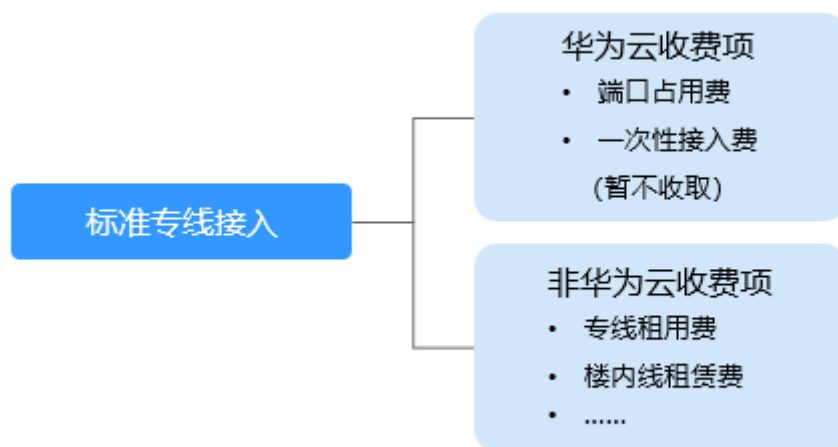 标准专线接入
华为云收费项
• 端口占用费
• 一次性接入费
(暂不收取)
非华为云收费项
• 专线租用费
• 楼内线租赁费
• ......